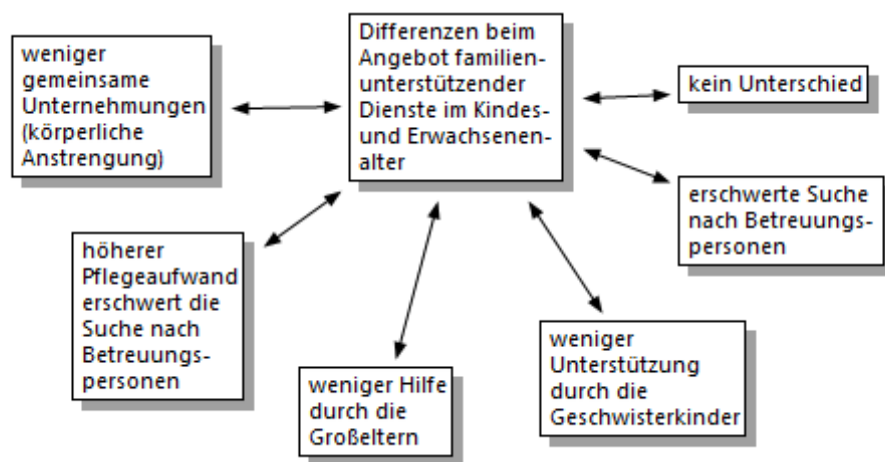 Differenzen beim
Angebot familien-
unterstützender
Dienste im Kindes-
und Erwachsenen-
alter
weniger
gemeinsame
Unternehmungen
(körperliche
Anstrengung)
kein Unterschied
erschwerte Suche
nach Betreuungs-
personen
höherer
Pflegeaufwand
erschwert die
Suche nach
Betreuungs-
personen
weniger Hilfe
durch die
Großeltern
weniger
Unterstützung
durch die
Geschwisterkinder